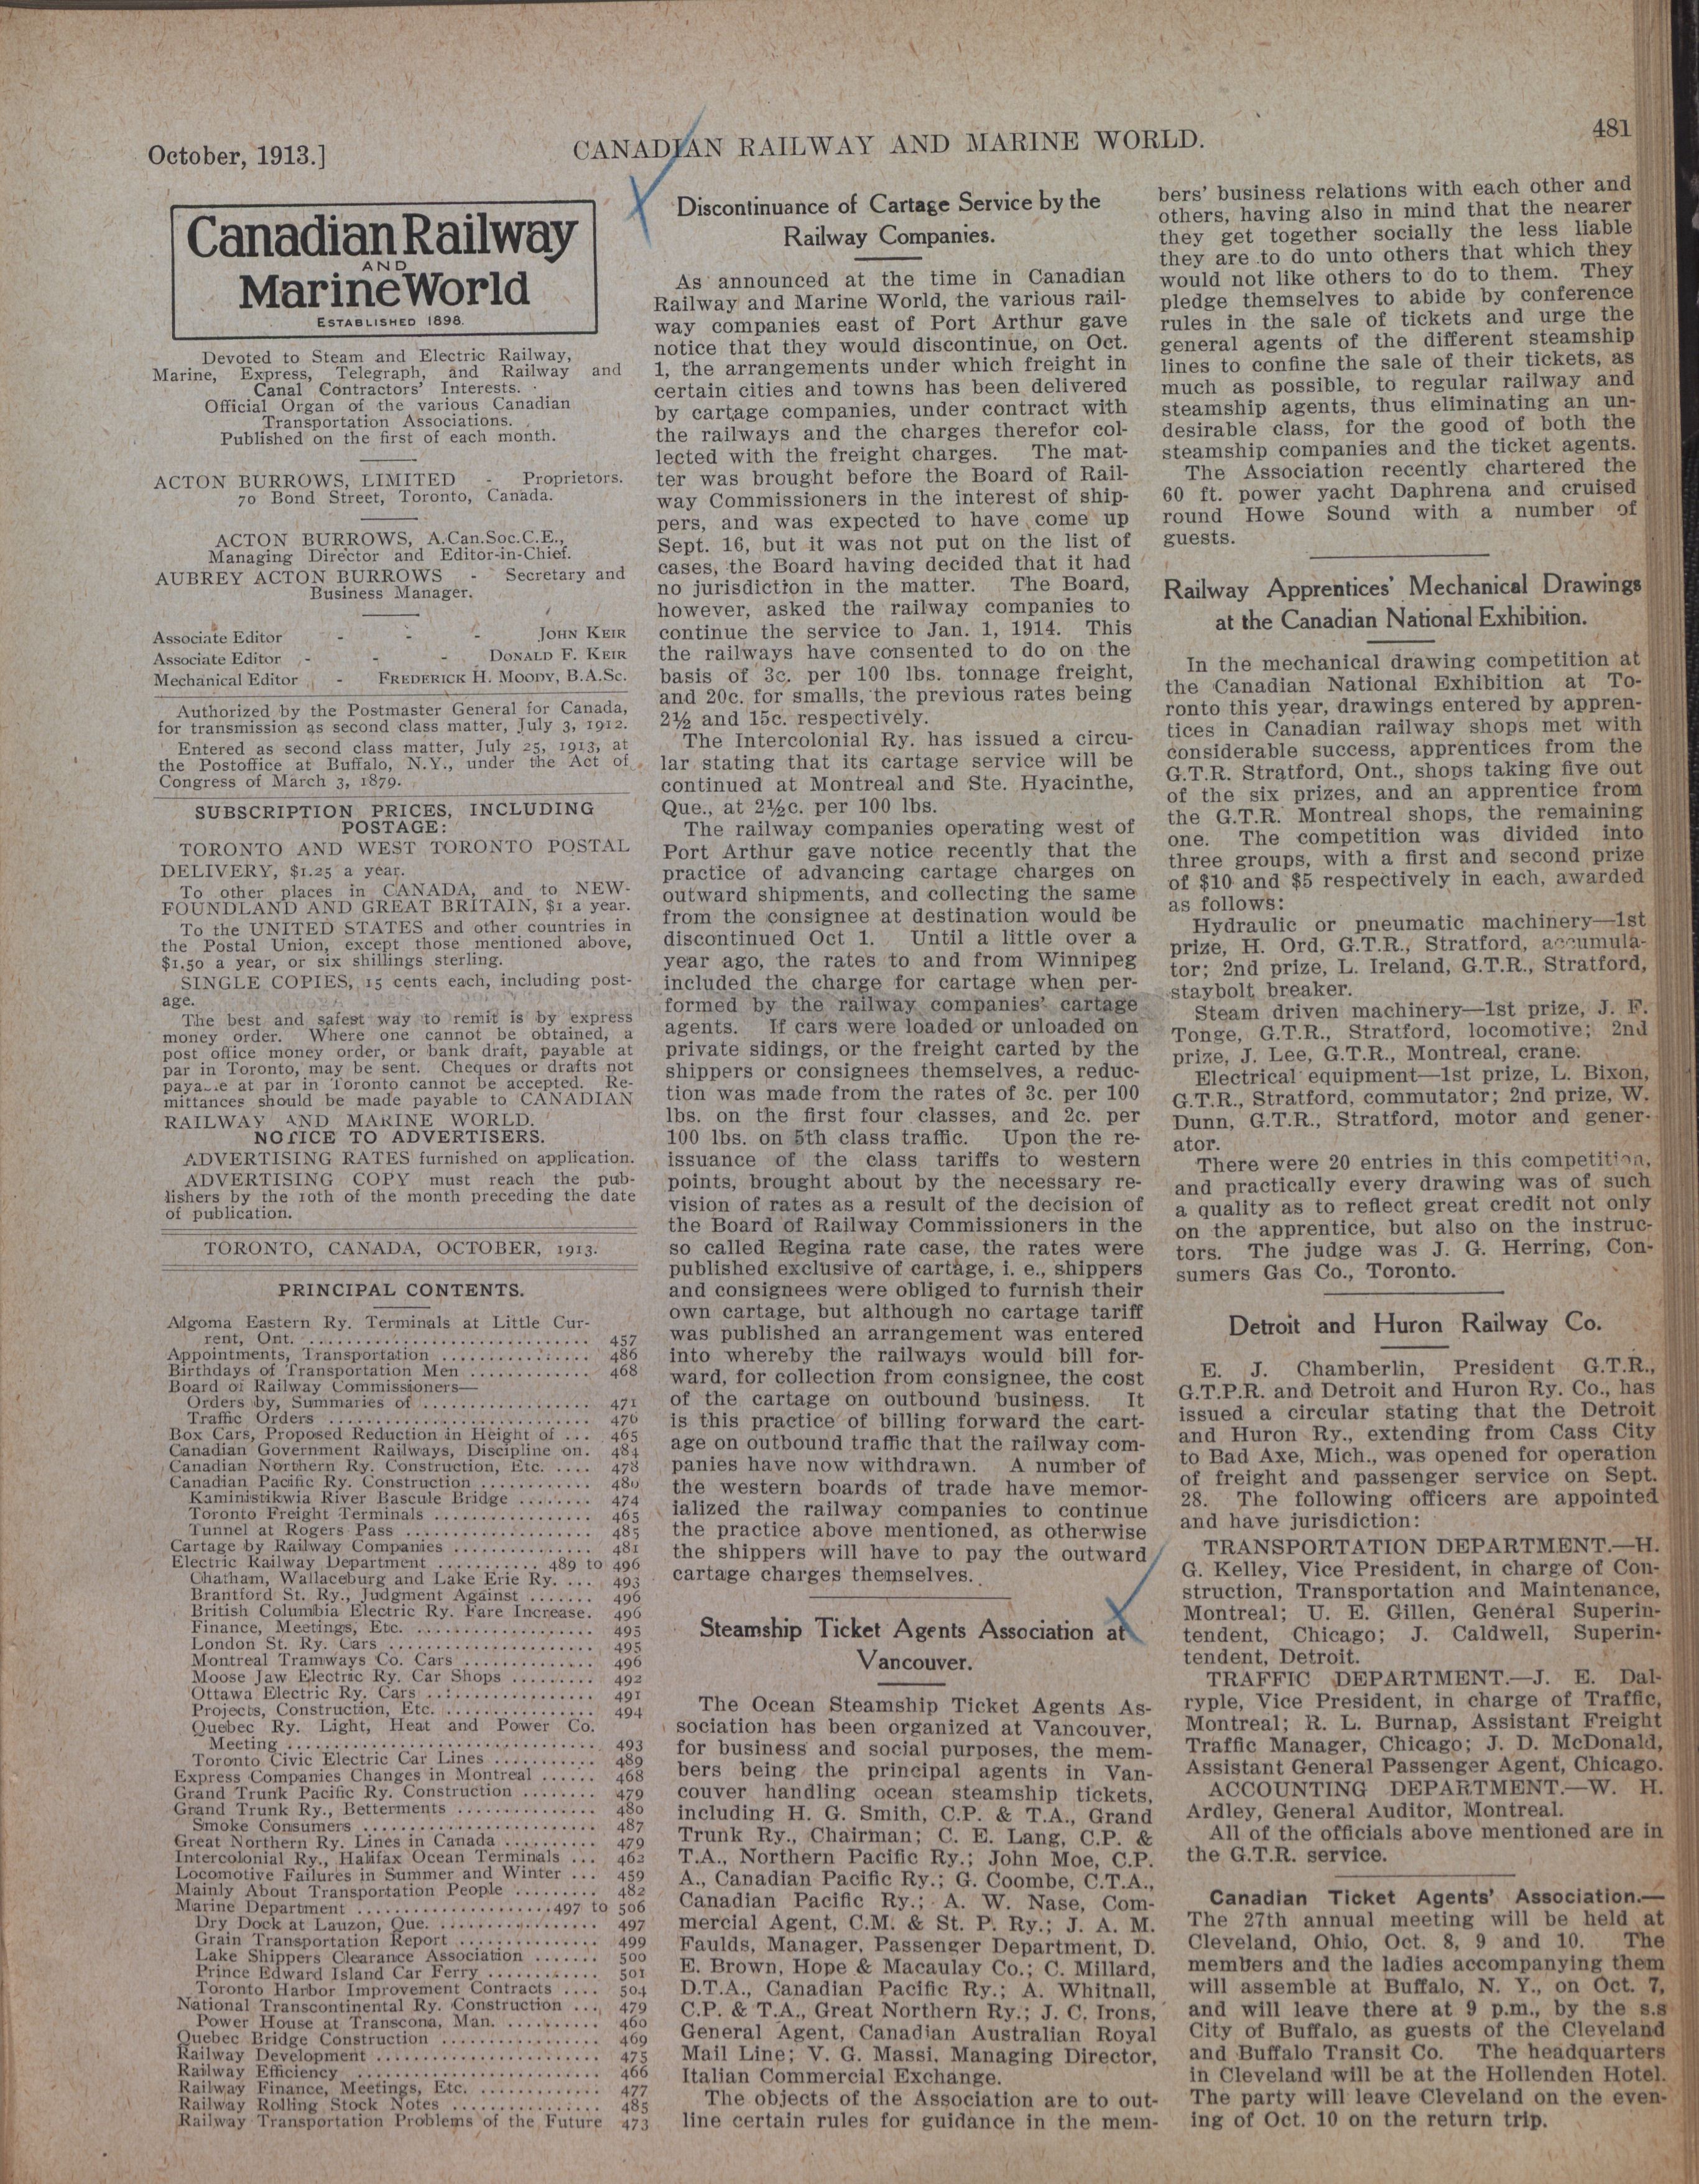 October, 1913.]
CANADIAN RAILWAY AND MARINE WORLD.
481
Canadian Railway
AND
Marine World
ESTABLISHED 1898.
Devoted to Steam and Electric Railway,
Marine, Express, Telegraph, and Railway and
Canal Contractors' Interests.
Official Organ of the various Canadian
Transportation Associations.
Published on the first of each month.
ACTON BURROWS, LIMITED - Proprietors.
70 Bond Street, Toronto, Canada.
ACTON BURROWS, A.Can.Soc.C.E.,
Managing Director and Editor-in-Chief.
AUBREY ACTON BURROWS - Secretary and
Business Manager.
Associate Editor - - - JOHN KEIR
Associate Editor - - - DONALD F. KEIR
Mechanical Editor - FREDERICK H. MOODY, B.A.Sc.
Authorized by the Postmaster General for Canada,
for transmission as second class matter, July 3, 1912.
Entered as second class matter, July 25, 1913, at
the Postoffice at Buffalo, N.Y., under the Act of
Congress of March 3, 1879.
SUBSCRIPTION PRICES, INCLUDING
POSTAGE:
TORONTO AND WEST TORONTO POSTAL
DELIVERY, $1.25 a year.
To other places in CANADA, and to NEW-
FOUNDLAND AND GREAT BRITAIN, $1 a year.
To the UNITED STATES and other countries in
the Postal Union, except those mentioned above,
$1.50 a year, or six shillings sterling.
SINGLE COPIES, 15 cents each, including post-
age.
The best and safest way to remit is by express
money order. Where one cannot be obtained, a
post office money order, or bank draft, payable at
par in Toronto, may be sent. Cheques or drafts not
payable at par in Toronto cannot be accepted. Re-
mittances should be made payable to CANADIAN
RAILWAY AND MARINE WORLD.
NOTICE TO ADVERTISERS.
ADVERTISING RATES furnished on application.
ADVERTISING COPY must reach the pub-
lishers by the 10th of the month preceding the date
of publication.
TORONTO, CANADA, OCTOBER, 1913.
PRINCIPAL CONTENTS.
Algoma Eastern Ry. Terminals at Little Cur-
rent, Ont. .......... 457
Appointments, Transportation .......... 486
Birthdays of Transportation Men .......... 468
Board of Railway Commissioners—
Orders by, Summaries of .......... 471
Traffic Orders .......... 476
Box Cars, Proposed Reduction in Height of ... 465
Canadian Government Railways, Discipline on. 484
Canadian Northern Ry. Construction, Etc. .... 478
Canadian Pacific Ry. Construction .......... 480
Kaministikwia River Bascule Bridge ........ 474
Toronto Freight Terminals .......... 465
Tunnel at Rogers Pass .......... 485
Cartage by Railway Companies .......... 481
Electric Railway Department .......... 489 to 496
Chatham, Wallaceburg and Lake Erie Ry. ... 493
Brantford St. Ry., Judgment Against ....... 496
British Columbia Electric Ry. Fare Increase. 496
Finance, Meetings, Etc. .......... 495
London St. Ry. Cars .......... 495
Montreal Tramways Co. Cars .......... 496
Moose Jaw Electric Ry. Car Shops ......... 492
Ottawa Electric Ry. Cars .......... 491
Projects, Construction, Etc. .......... 494
Quebec Ry. Light, Heat and Power Co.
Meeting .......... 493
Toronto Civic Electric Car Lines .......... 489
Express Companies Changes in Montreal ...... 468
Grand Trunk Pacific Ry. Construction ........ 479
Grand Trunk Ry., Betterments .......... 480
Smoke Consumers .......... 487
Great Northern Ry. Lines in Canada .......... 479
Intercolonial Ry., Halifax Ocean Terminals ... 462
Locomotive Failures in Summer and Winter ... 459
Mainly About Transportation People ......... 482
Marine Department .......... 497 to 506
Dry Dock at Lauzon, Que. .......... 497
Grain Transportation Report .......... 499
Lake Shippers Clearance Association ....... 500
Prince Edward Island Car Ferry .......... 501
Toronto Harbor Improvement Contracts .... 504
National Transcontinental Ry. Construction ... 479
Power House at Transcona, Man. .......... 460
Quebec Bridge Construction .......... 469
Railway Development .......... 475
Railway Efficiency .......... 466
Railway Finance, Meetings, Etc. .......... 477
Railway Rolling Stock Notes .......... 485
Railway Transportation Problems of the Future 473
Discontinuance of Cartage Service by the
Railway Companies.
As announced at the time in Canadian
Railway and Marine World, the various rail-
way companies east of Port Arthur gave
notice that they would discontinue, on Oct.
1, the arrangements under which freight in
certain cities and towns has been delivered
by cartage companies, under contract with
the railways and the charges therefor col-
lected with the freight charges. The mat-
ter was brought before the Board of Rail-
way Commissioners in the interest of ship-
pers, and was expected to have come up
Sept. 16, but it was not put on the list of
cases, the Board having decided that it had
no jurisdiction in the matter. The Board,
however, asked the railway companies to
continue the service to Jan. 1, 1914. This
the railways have consented to do on the
basis of 3c. per 100 lbs. tonnage freight,
and 20c. for smalls, the previous rates being
2½ and 15c. respectively.
The Intercolonial Ry. has issued a circu-
lar stating that its cartage service will be
continued at Montreal and Ste. Hyacinthe,
Que., at 2½c. per 100 lbs.
The railway companies operating west of
Port Arthur gave notice recently that the
practice of advancing cartage charges on
outward shipments, and collecting the same
from the consignee at destination would be
discontinued Oct 1. Until a little over a
year ago, the rates to and from Winnipeg
included the charge for cartage when per-
formed by the railway companies' cartage
agents. If cars were loaded or unloaded on
private sidings, or the freight carted by the
shippers or consignees themselves, a reduc-
tion was made from the rates of 3c. per 100
lbs. on the first four classes, and 2c. per
100 lbs. on 5th class traffic. Upon the re-
issuance of the class tariffs to western
points, brought about by the necessary re-
vision of rates as a result of the decision of
the Board of Railway Commissioners in the
so called Regina rate case, the rates were
published exclusive of cartage, i. e., shippers
and consignees were obliged to furnish their
own cartage, but although no cartage tariff
was published an arrangement was entered
into whereby the railways would bill for-
ward, for collection from consignee, the cost
of the cartage on outbound business. It
is this practice of billing forward the cart-
age on outbound traffic that the railway com-
panies have now withdrawn. A number of
the western boards of trade have memor-
ialized the railway companies to continue
the practice above mentioned, as otherwise
the shippers will have to pay the outward
cartage charges themselves.
Steamship Ticket Agents Association at
Vancouver.
The Ocean Steamship Ticket Agents As-
sociation has been organized at Vancouver,
for business and social purposes, the mem-
bers being the principal agents in Van-
couver handling ocean steamship tickets,
including H. G. Smith, C.P. & T.A., Grand
Trunk Ry., Chairman; C. E. Lang, C.P. &
T.A., Northern Pacific Ry.; John Moe, C.P.
A., Canadian Pacific Ry.; G. Coombe, C.T.A.,
Canadian Pacific Ry.; A. W. Nase, Com-
mercial Agent, C.M. & St. P. Ry.; J. A. M.
Faulds, Manager, Passenger Department, D.
E. Brown, Hope & Macaulay Co.; C. Millard,
D.T.A., Canadian Pacific Ry.; A. Whitnall,
C.P. & T.A., Great Northern Ry.; J. C. Irons,
General Agent, Canadian Australian Royal
Mail Line; V. G. Massi, Managing Director,
Italian Commercial Exchange.
The objects of the Association are to out-
line certain rules for guidance in the mem-
bers' business relations with each other and
others, having also in mind that the nearer
they get together socially the less liable
they are to do unto others that which they
would not like others to do to them. They
pledge themselves to abide by conference
rules in the sale of tickets and urge the
general agents of the different steamship
lines to confine the sale of their tickets, as
much as possible, to regular railway and
steamship agents, thus eliminating an un-
desirable class, for the good of both the
steamship companies and the ticket agents.
The Association recently chartered the
60 ft. power yacht Daphrena and cruised
round Howe Sound with a number of
guests.
Railway Apprentices' Mechanical Drawings
at the Canadian National Exhibition.
In the mechanical drawing competition at
the Canadian National Exhibition at To-
ronto this year, drawings entered by appren-
tices in Canadian railway shops met with
considerable success, apprentices from the
G.T.R. Stratford, Ont., shops taking five out
of the six prizes, and an apprentice from
the G.T.R. Montreal shops, the remaining
one. The competition was divided into
three groups, with a first and second prize
of $10 and $5 respectively in each, awarded
as follows:
Hydraulic or pneumatic machinery—1st
prize, H. Ord, G.T.R., Stratford, accumula-
tor; 2nd prize, L. Ireland, G.T.R., Stratford,
staybolt breaker.
Steam driven machinery—1st prize, J. F.
Tonge, G.T.R., Stratford, locomotive; 2nd
prize, J. Lee, G.T.R., Montreal, crane.
Electrical equipment—1st prize, L. Bixon,
G.T.R., Stratford, commutator; 2nd prize, W.
Dunn, G.T.R., Stratford, motor and gener-
ator.
There were 20 entries in this competition,
and practically every drawing was of such
a quality as to reflect great credit not only
on the apprentice, but also on the instruc-
tors. The judge was J. G. Herring, Con-
sumers Gas Co., Toronto.
Detroit and Huron Railway Co.
E. J. Chamberlin, President G.T.R.,
G.T.P.R. and Detroit and Huron Ry. Co., has
issued a circular stating that the Detroit
and Huron Ry., extending from Cass City
to Bad Axe, Mich., was opened for operation
of freight and passenger service on Sept.
28. The following officers are appointed
and have jurisdiction:
TRANSPORTATION DEPARTMENT.—H.
G. Kelley, Vice President, in charge of Con-
struction, Transportation and Maintenance,
Montreal; U. E. Gillen, General Superin-
tendent, Chicago; J. Caldwell, Superin-
tendent, Detroit.
TRAFFIC DEPARTMENT.—J. E. Dal-
ryple, Vice President, in charge of Traffic,
Montreal; R. L. Burnap, Assistant Freight
Traffic Manager, Chicago; J. D. McDonald,
Assistant General Passenger Agent, Chicago.
ACCOUNTING DEPARTMENT.—W. H.
Ardley, General Auditor, Montreal.
All of the officials above mentioned are in
the G.T.R. service.
Canadian Ticket Agents' Association.—
The 27th annual meeting will be held at
Cleveland, Ohio, Oct. 8, 9 and 10. The
members and the ladies accompanying them
will assemble at Buffalo, N. Y., on Oct. 7,
and will leave there at 9 p.m., by the s.s
City of Buffalo, as guests of the Cleveland
and Buffalo Transit Co. The headquarters
in Cleveland will be at the Hollenden Hotel.
The party will leave Cleveland on the even-
ing of Oct. 10 on the return trip.